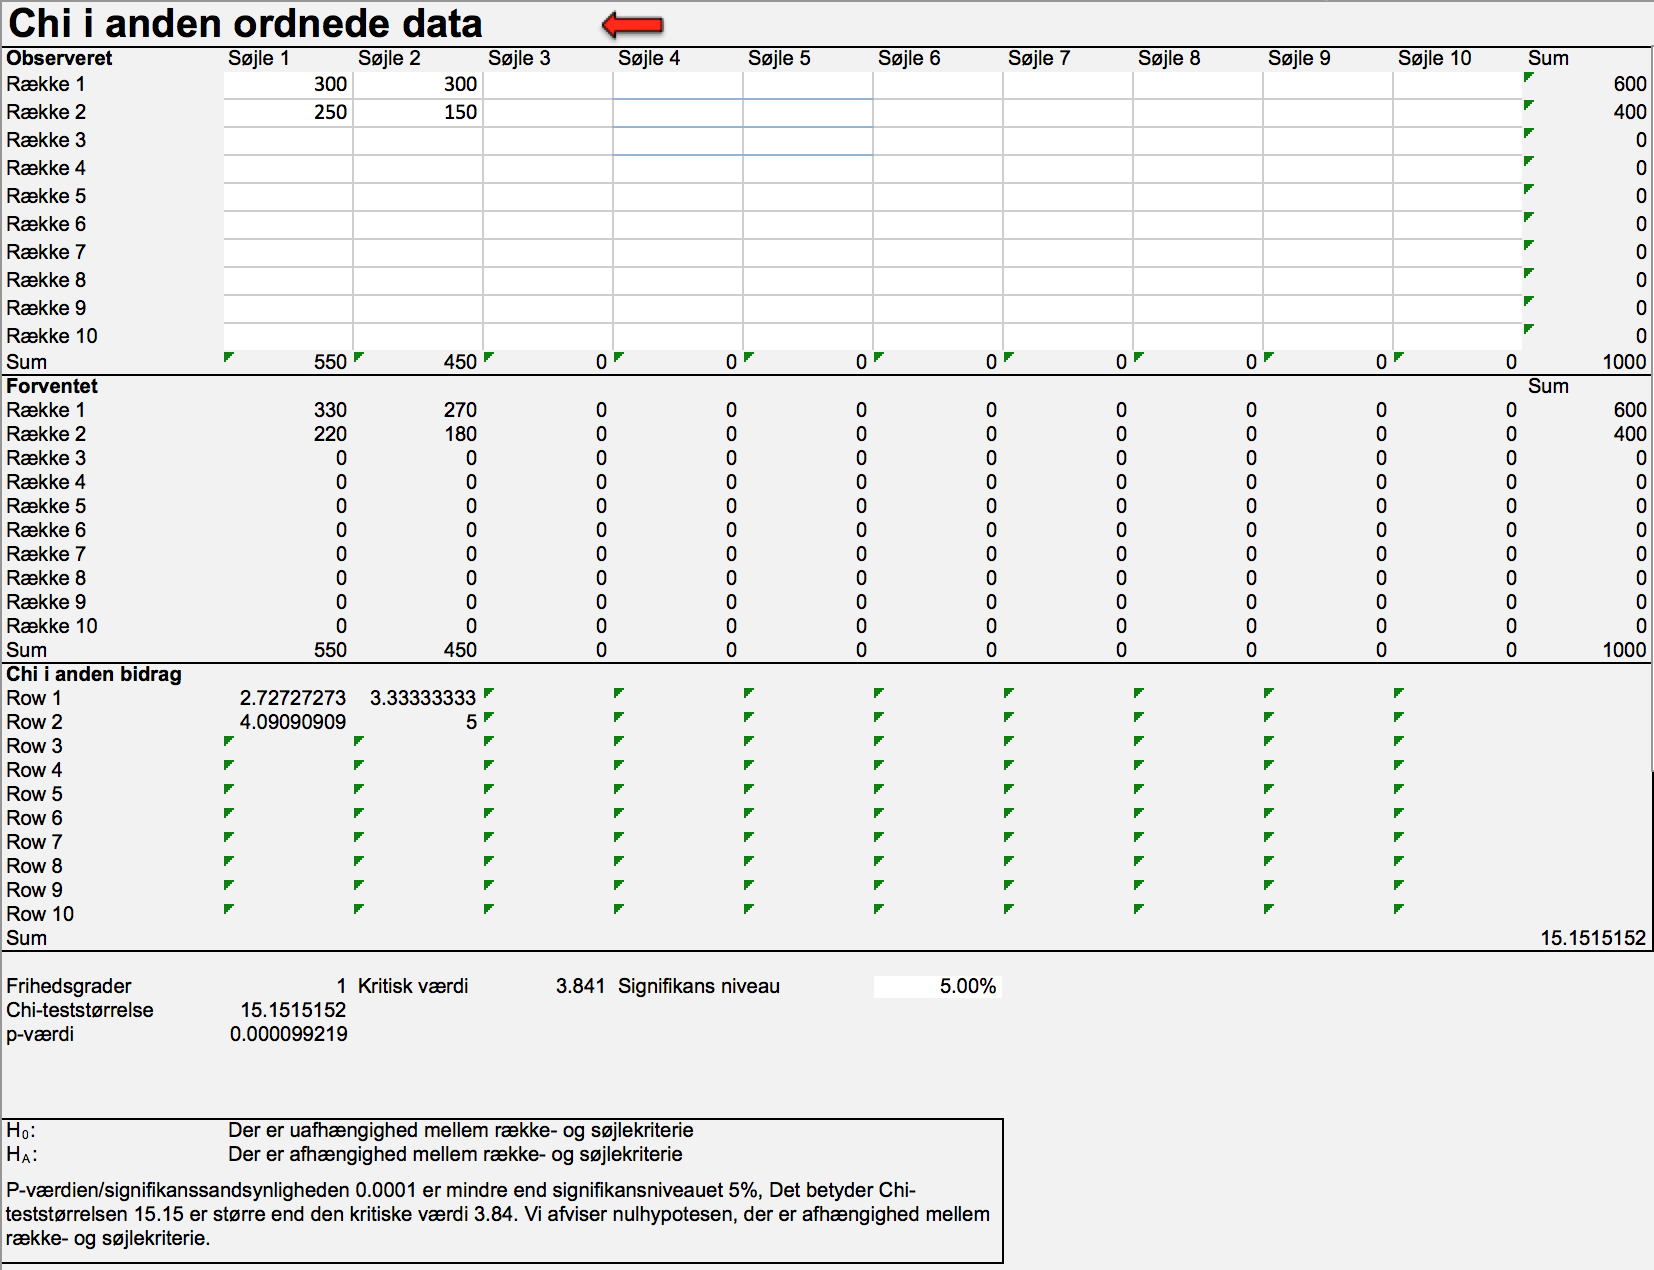 Chi i anden ordnede data
Observeret Søjle 1 Søjle 2 Søjle 3 Søjle 4 Søjle 5 Søjle 6 Søjle 7 Søjle 8 Søjle 9 Søjle 10 Sum
Række 1 300 300 600
Række 2 250 150 400
Række 3 0
Række 4 0
Række 5 0
Række 6 0
Række 7 0
Række 8 0
Række 9 0
Række 10 0
Sum 550 450 0 0 0 0 0 0 0 0 1000
Forventet Sum
Række 1 330 270 0 0 0 0 0 0 0 0 600
Række 2 220 180 0 0 0 0 0 0 0 0 400
Række 3 0 0 0 0 0 0 0 0 0 0 0
Række 4 0 0 0 0 0 0 0 0 0 0 0
Række 5 0 0 0 0 0 0 0 0 0 0 0
Række 6 0 0 0 0 0 0 0 0 0 0 0
Række 7 0 0 0 0 0 0 0 0 0 0 0
Række 8 0 0 0 0 0 0 0 0 0 0 0
Række 9 0 0 0 0 0 0 0 0 0 0 0
Række 10 0 0 0 0 0 0 0 0 0 0 0
Sum 550 450 0 0 0 0 0 0 0 0 1000
Chi i anden bidrag
Row 1 2.72727273 3.33333333
Row 2 4.09090909 5
Row 3
Row 4
Row 5
Row 6
Row 7
Row 8
Row 9
Row 10
Sum 15.1515152
Frihedsgrader 1 Kritisk værdi 3.841 Signifikans niveau 5.00%
Chi-teststørrelse 15.1515152
p-værdi 0.000099219
H₀: Der er uafhængighed mellem række- og søjlekriterie
Hᴀ: Der er afhængighed mellem række- og søjlekriterie
P-værdien/signifikanssandsynligheden 0.0001 er mindre end signifikansniveauet 5%, Det betyder Chi-
teststørrelsen 15.15 er større end den kritiske værdi 3.84. Vi afviser nulhypotesen, der er afhængighed mellem
række- og søjlekriterie.